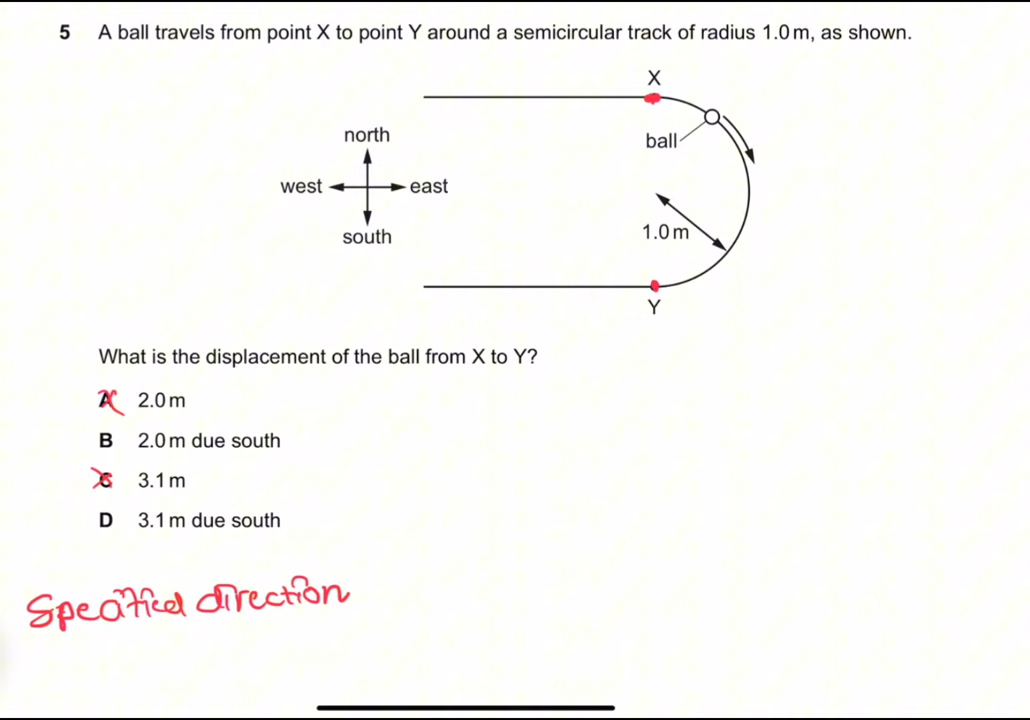 5 A ball travels from point X to point Y around a semicircular track of radius 1.0 m, as shown.
X
north
ball
west
east
1.0 m
south
Y
What is the displacement of the ball from X to Y?
A 2.0 m
B 2.0 m due south
C 3.1 m
D 3.1 m due south
Specified direction